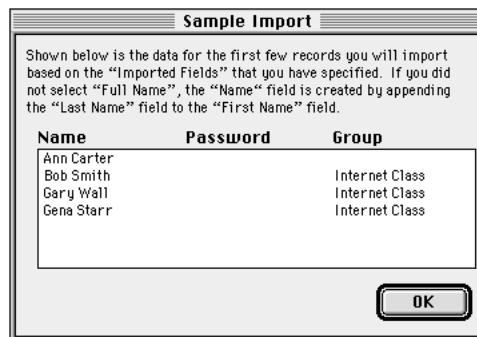 Sample Import
Shown below is the data for the first few records you will import
based on the “Imported Fields” that you have specified. If you did
not select “Full Name”, the “Name“ field is created by appending
the “Last Name” field to the “First Name” field.
Name Password Group
Ann Carter
Bob Smith Internet Class
Gary Wall Internet Class
Gena Starr Internet Class
OK